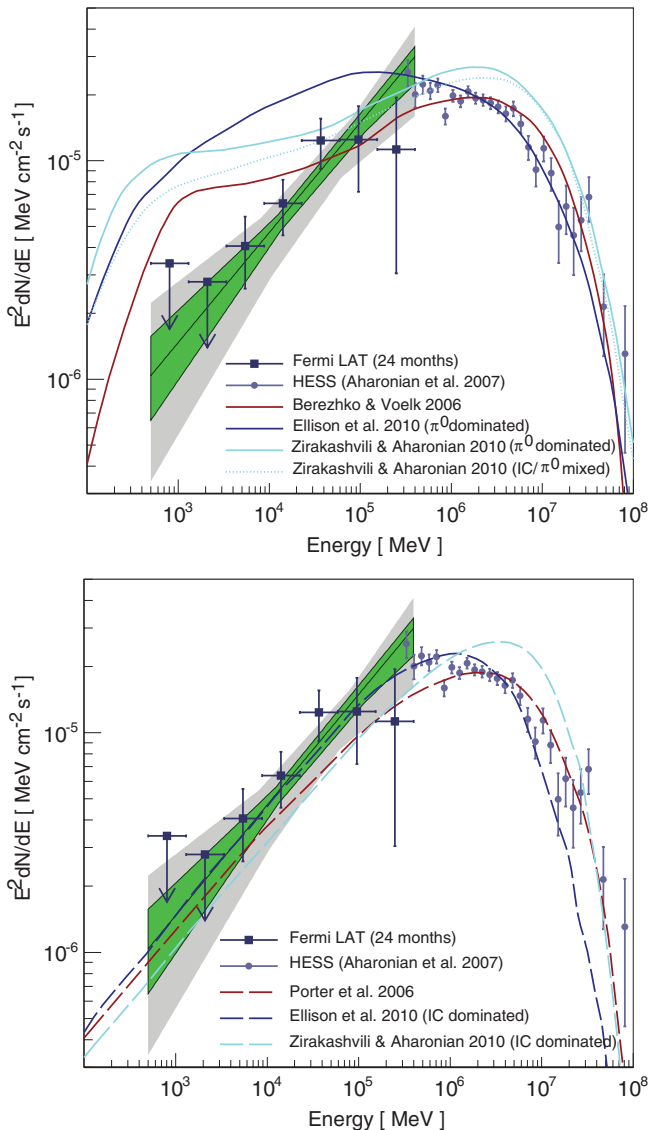 E²dN/dE [ MeV cm⁻² s⁻¹ ]
10⁻⁵
10⁻⁶
Fermi LAT (24 months)
HESS (Aharonian et al. 2007)
Berezhko & Voelk 2006
Ellison et al. 2010 (π⁰dominated)
Zirakashvili & Aharonian 2010 (π⁰ dominated)
Zirakashvili & Aharonian 2010 (IC/π⁰ mixed)
10³ 10⁴ 10⁵ 10⁶ 10⁷ 10⁸
Energy [ MeV ]
E²dN/dE [ MeV cm⁻² s⁻¹ ]
10⁻⁵
10⁻⁶
Fermi LAT (24 months)
HESS (Aharonian et al. 2007)
Porter et al. 2006
Ellison et al. 2010 (IC dominated)
Zirakashvili & Aharonian 2010 (IC dominated)
10³ 10⁴ 10⁵ 10⁶ 10⁷ 10⁸
Energy [ MeV ]